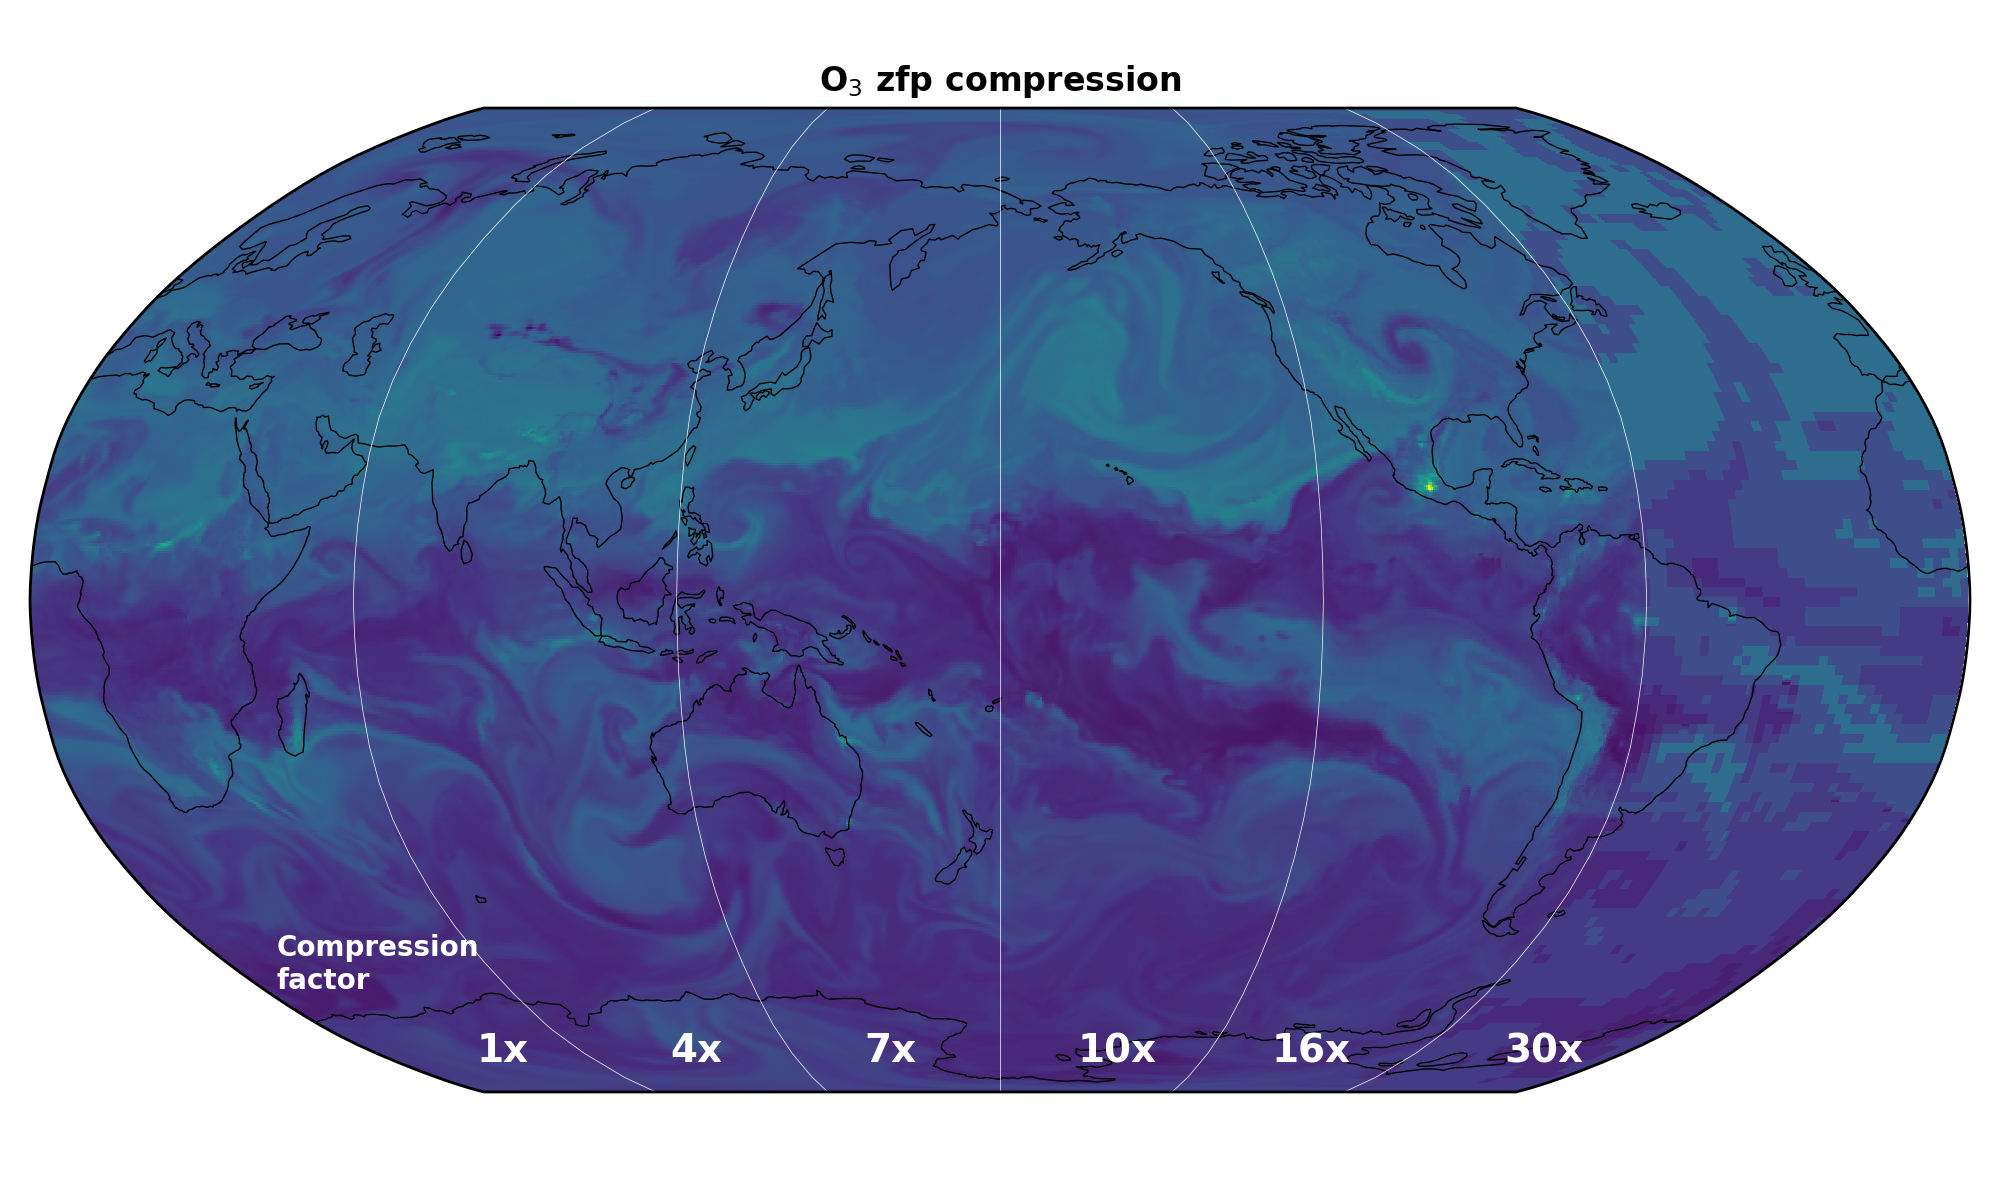 O₃ zfp compression
Compression
factor
1x 4x 7x 10x 16x 30x